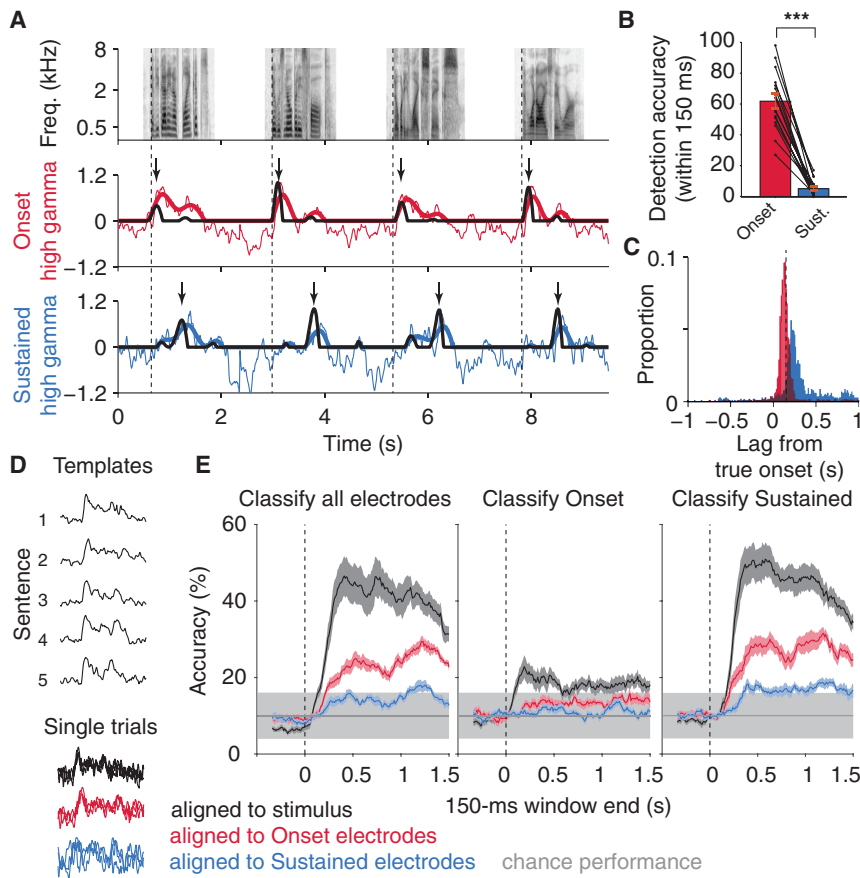 A
Freq. (kHz)
8
2
0.5
Onset
high gamma
1.2
0
−1.2
Sustained
high gamma
1.2
0
−1.2
0 2 4 6 8
Time (s)
B
***
Detection accuracy
(within 150 ms)
100
80
60
40
20
0
Onset
Sust.
C
Proportion
0.1
0
−1 −0.5 0 0.5 1
Lag from
true onset (s)
D
Templates
Sentence
1
2
3
4
5
Single trials
aligned to stimulus
aligned to Onset electrodes
aligned to Sustained electrodes
chance performance
E
Classify all electrodes
Classify Onset
Classify Sustained
Accuracy (%)
60
40
20
0
0 0.5 1.0 1.5
0 0.5 1.0 1.5
0 0.5 1.0 1.5
150-ms window end (s)